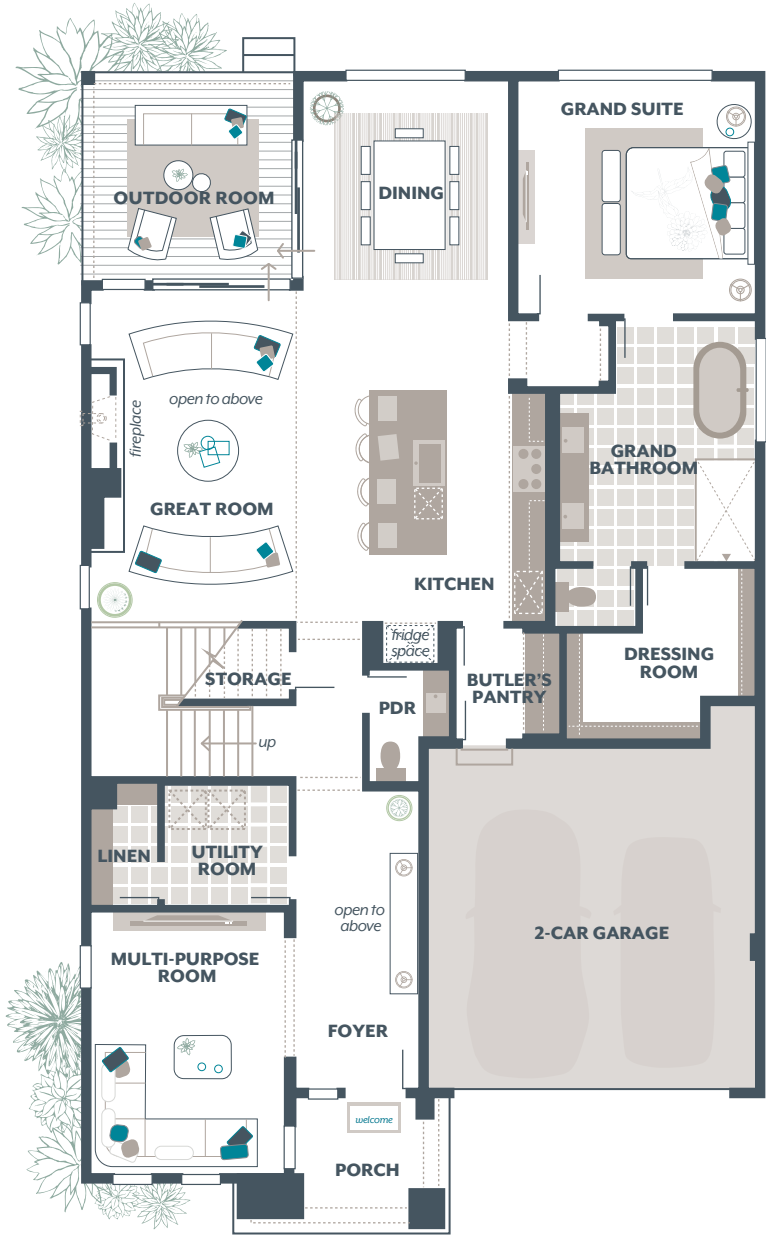 GRAND SUITE
OUTDOOR ROOM
DINING
open to above
fireplace
GREAT ROOM
GRAND
BATHROOM
KITCHEN
fridge
space
STORAGE
BUTLER'S
PANTRY
DRESSING
ROOM
PDR
up
LINEN
UTILITY
ROOM
open to
above
2-CAR GARAGE
MULTI-PURPOSE
ROOM
FOYER
welcome
PORCH